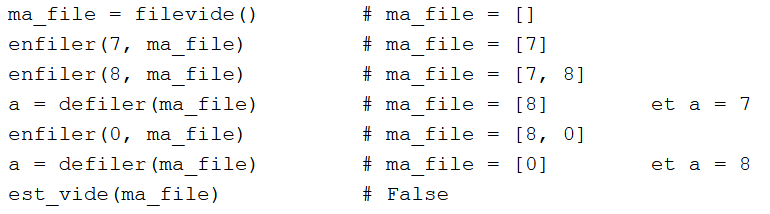 ma_file = filevide() # ma_file = []
enfiler(7, ma_file) # ma_file = [7]
enfiler(8, ma_file) # ma_file = [7, 8]
a = defiler(ma_file) # ma_file = [8] et a = 7
enfiler(0, ma_file) # ma_file = [8, 0]
a = defiler(ma_file) # ma_file = [0] et a = 8
est_vide(ma_file) # False